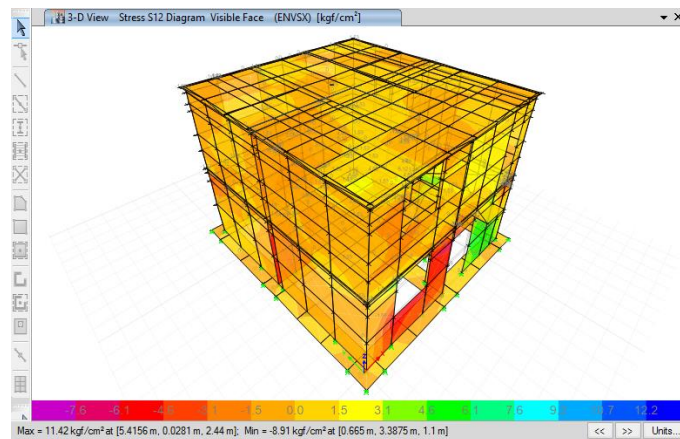 3-D View Stress S12 Diagram Visible Face (ENVSX) [kgf/cm²]
-7.6 -6.1 -4.6 -3.1 -1.5 0.0 1.5 3.1 4.6 6.1 7.6 9.2 10.7 12.2
Max = 11.42 kgf/cm² at [5.4156 m, 0.0281 m, 2.44 m]; Min = -8.91 kgf/cm² at [0.665 m, 3.3875 m, 1.1 m] << >> Units...